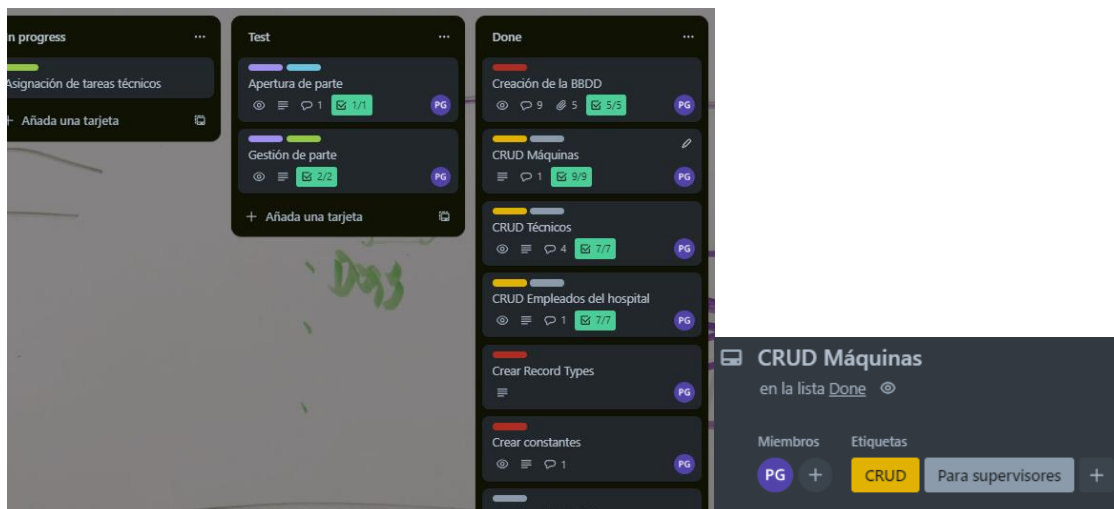 n progress
Asignación de tareas técnicos
+ Añada una tarjeta
Test
Apertura de parte
1 1/1 PG
Gestión de parte
2/2 PG
+ Añada una tarjeta
Done
Creación de la BBDD
9 5 5/5 PG
CRUD Máquinas
1 9/9 PG
CRUD Técnicos
4 7/7 PG
CRUD Empleados del hospital
1 7/7 PG
Crear Record Types
PG
Crear constantes
1 PG
CRUD Máquinas
en la lista Done
Miembros Etiquetas
PG + CRUD Para supervisores +